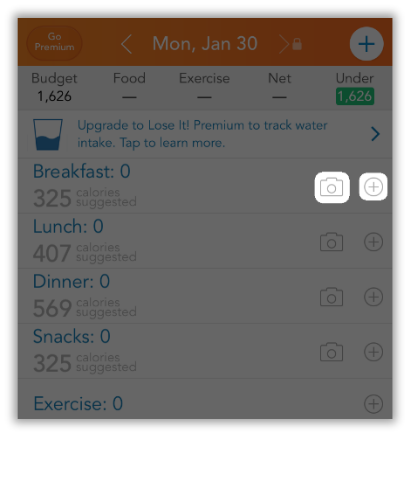 Go
Premium
Mon, Jan 30
Budget Food Exercise Net Under
1,626 — — — 1,626
Upgrade to Lose It! Premium to track water
intake. Tap to learn more.
Breakfast: 0
325 calories suggested
Lunch: 0
407 calories suggested
Dinner: 0
569 calories suggested
Snacks: 0
325 calories suggested
Exercise: 0